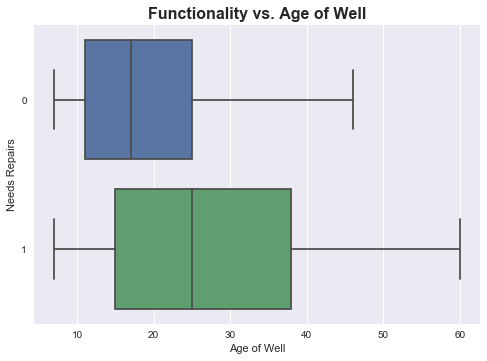 Functionality vs. Age of Well
Needs Repairs
0
1
10 20 30 40 50 60
Age of Well